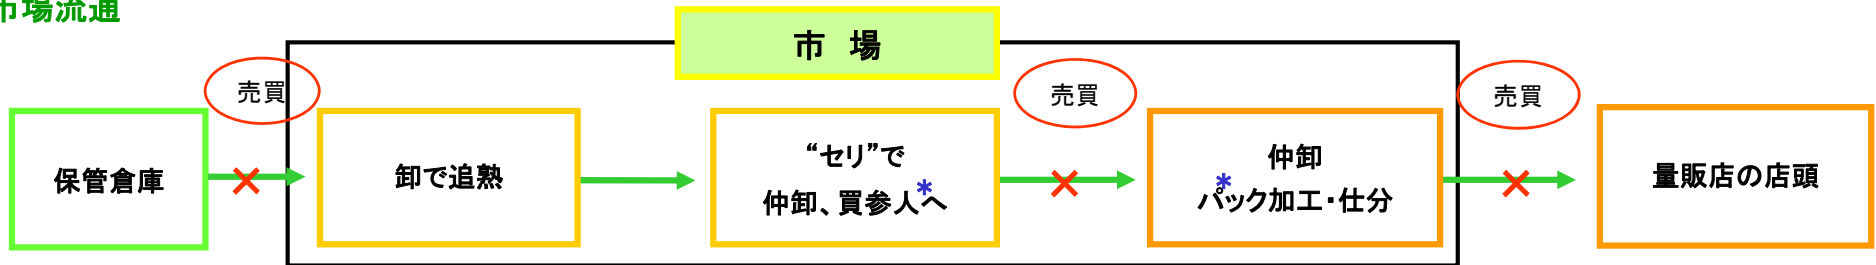 市場流通
市 場
売買
売買
売買
保管倉庫
卸で追熟
“セリ”で
仲卸、買参人へ
*
仲卸
*
パック加工・仕分
量販店の店頭